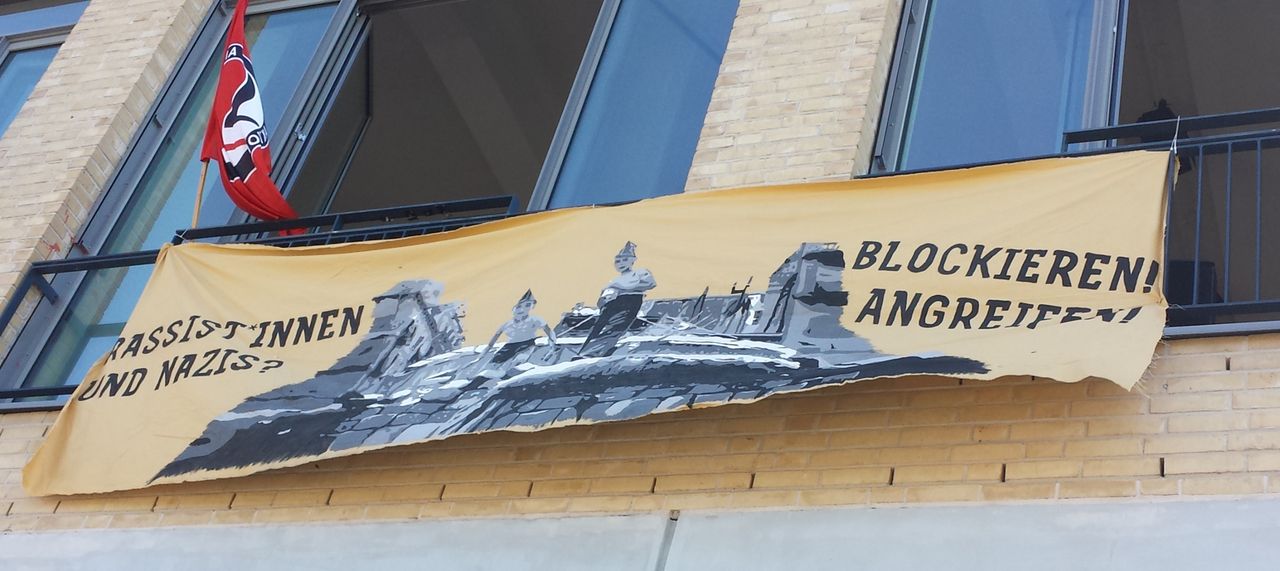 RASSIST*INNEN
UND NAZIS?
BLOCKIEREN!
ANGREIFEN!